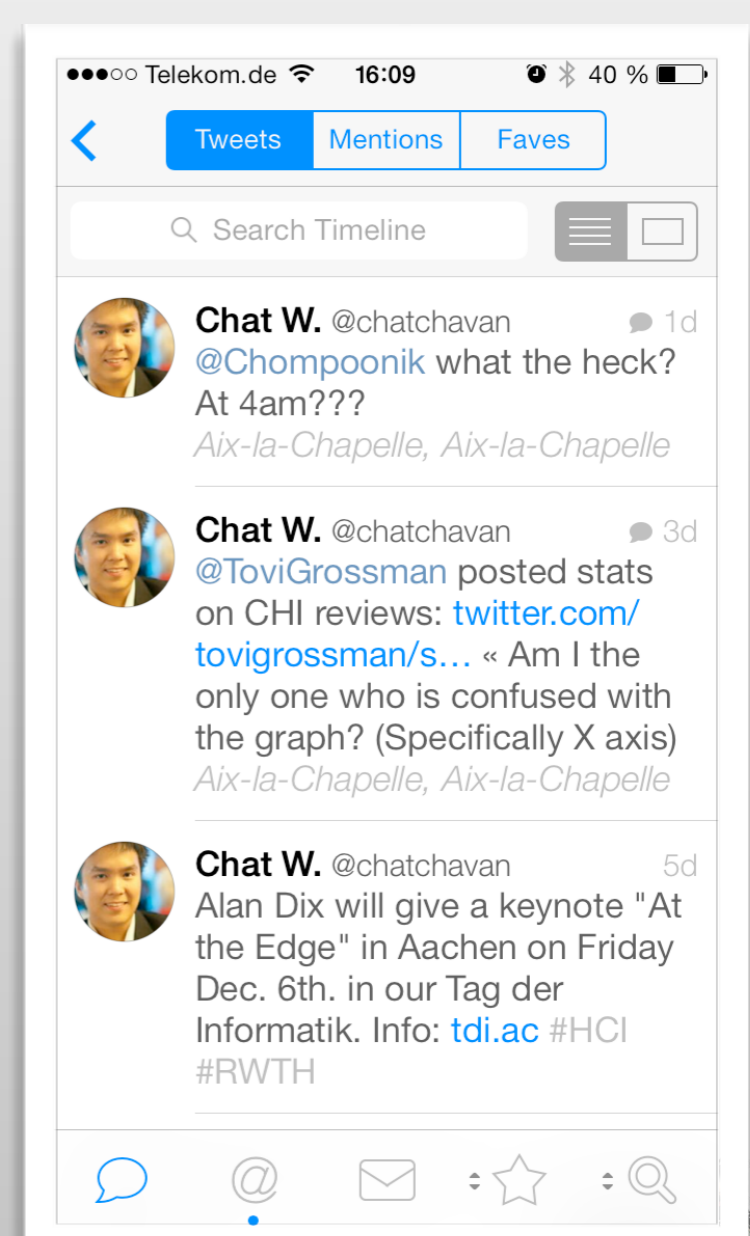 Telekom.de 16:09 40 %
Tweets Mentions Faves
Search Timeline
Chat W. @chatchavan 1d
@Chompoonik what the heck?
At 4am???
Aix-la-Chapelle, Aix-la-Chapelle
Chat W. @chatchavan 3d
@ToviGrossman posted stats
on CHI reviews: twitter.com/
tovigrossman/s... « Am I the
only one who is confused with
the graph? (Specifically X axis)
Aix-la-Chapelle, Aix-la-Chapelle
Chat W. @chatchavan 5d
Alan Dix will give a keynote "At
the Edge" in Aachen on Friday
Dec. 6th. in our Tag der
Informatik. Info: tdi.ac #HCI
#RWTH
@